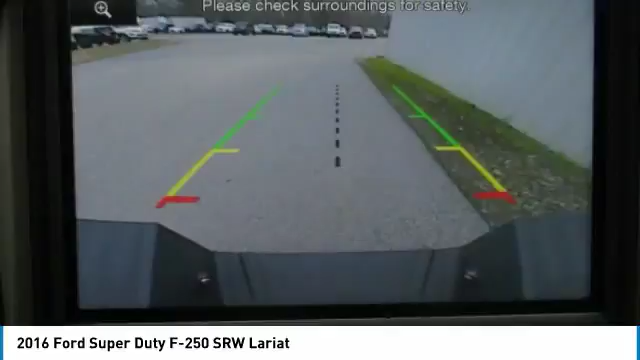 Please check surroundings for safety.
2016 Ford Super Duty F-250 SRW Lariat